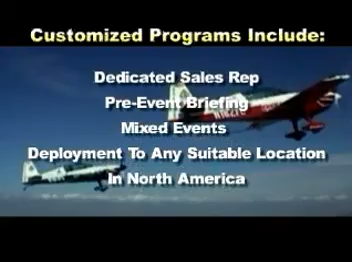 Customized Programs Include:
Dedicated Sales Rep
Pre-Event Briefing
Mixed Events
Deployment To Any Suitable Location
In North America